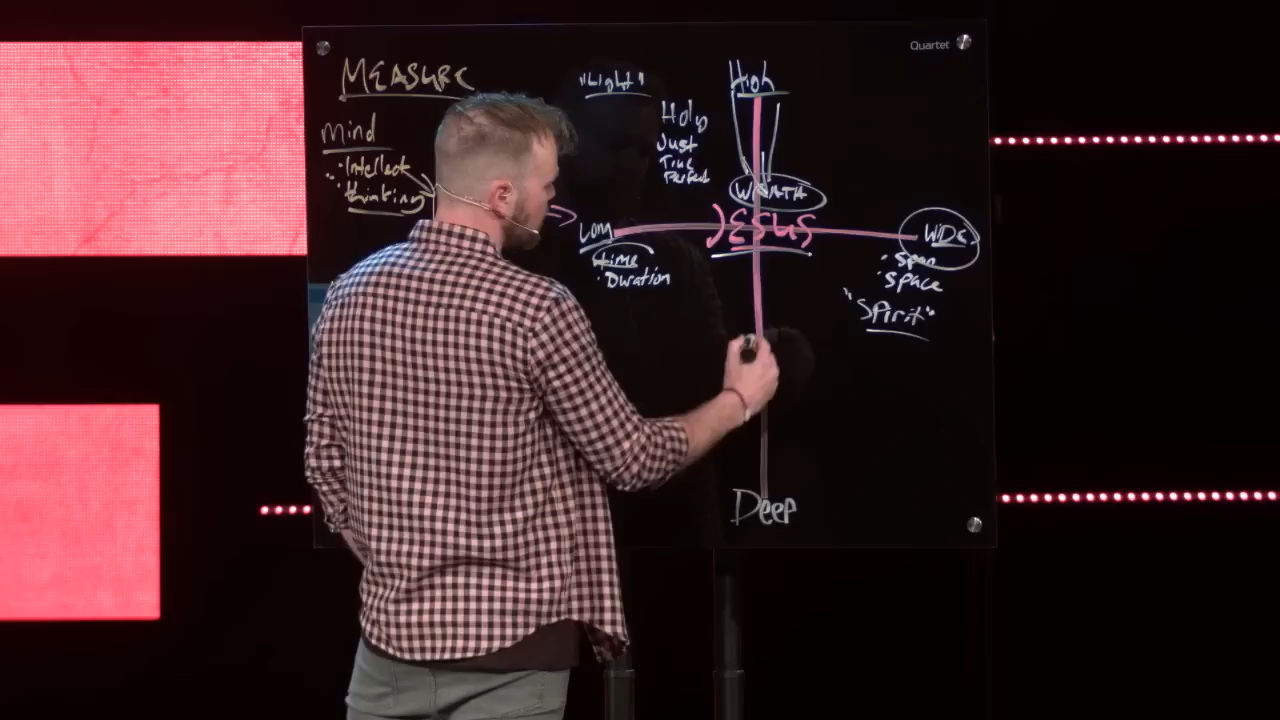 Quartet
MEASURE
mind
· Intellect
· thinking
"Light"
High
Holy
Just
True
Perfect
WRATH
Long
JESUS
WiDE
time
· Duration
· Span
· Space
"Spirit"
Deep